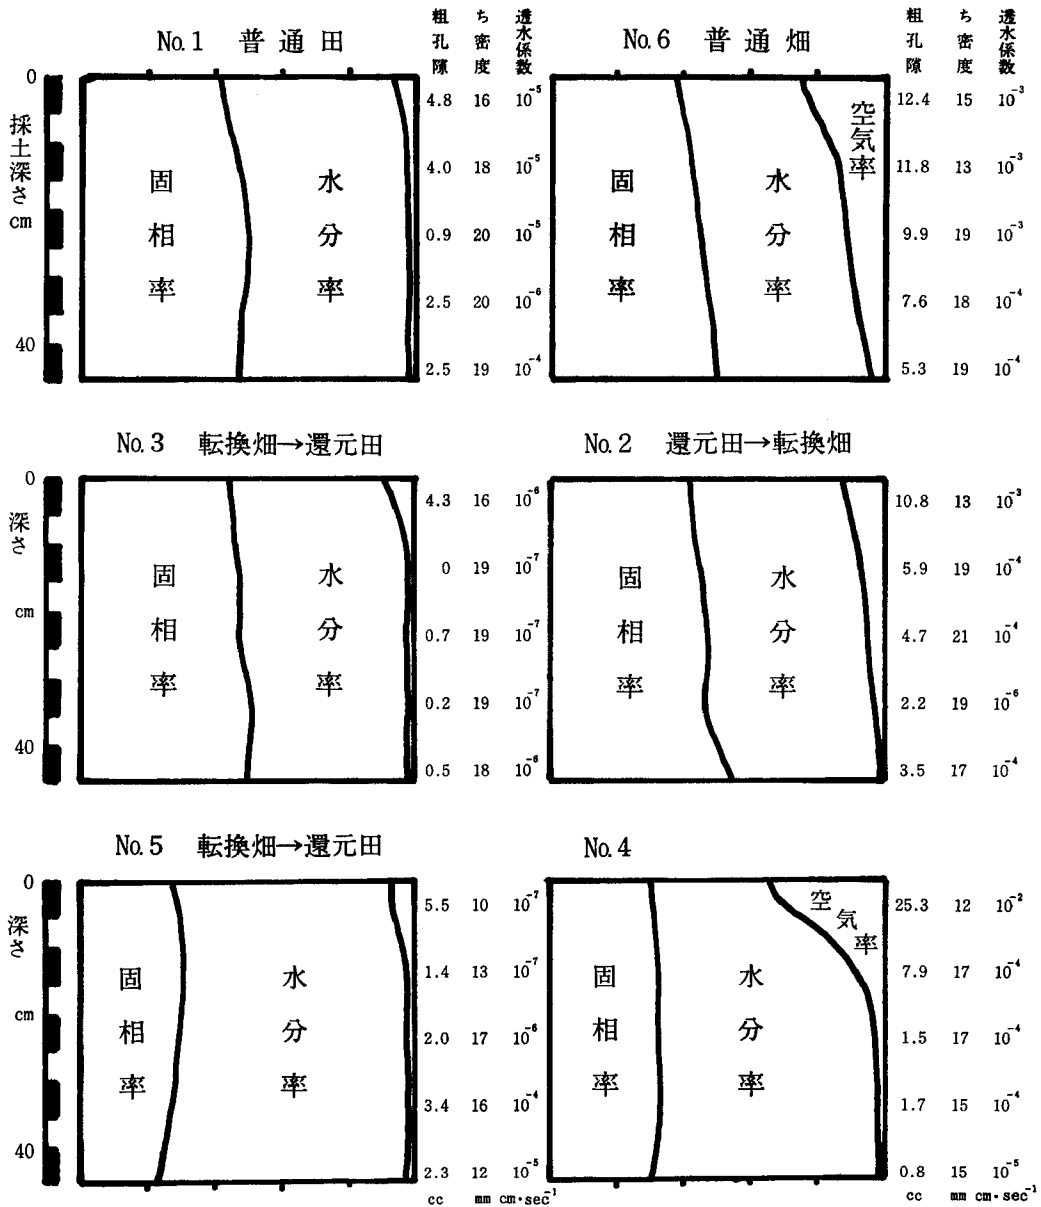 No.1 普通田
粗孔隙 ち密度 透水係数
0
採土深さ
cm
40
固相率
水分率
4.8 16 10⁻⁵
4.0 18 10⁻⁵
0.9 20 10⁻⁵
2.5 20 10⁻⁶
2.5 19 10⁻⁴
No.6 普通畑
粗孔隙 ち密度 透水係数
固相率
水分率
空気率
12.4 15 10⁻³
11.8 13 10⁻³
9.9 19 10⁻³
7.6 18 10⁻⁴
5.3 19 10⁻⁴
No.3 転換畑→還元田
0
深さ
cm
40
固相率
水分率
4.3 16 10⁻⁶
0 19 10⁻⁷
0.7 19 10⁻⁷
0.2 19 10⁻⁷
0.5 18 10⁻⁶
No.2 還元田→転換畑
固相率
水分率
10.8 13 10⁻³
5.9 19 10⁻⁴
4.7 21 10⁻⁴
2.2 19 10⁻⁶
3.5 17 10⁻⁴
No.5 転換畑→還元田
0
深さ
cm
40
固相率
水分率
5.5 10 10⁻⁷
1.4 13 10⁻⁷
2.0 17 10⁻⁶
3.4 16 10⁻⁴
2.3 12 10⁻⁵
cc mm cm·sec⁻¹
No.4
固相率
水分率
空気率
25.3 12 10⁻²
7.9 17 10⁻⁴
1.5 17 10⁻⁴
1.7 15 10⁻⁴
0.8 15 10⁻⁵
cc mm cm·sec⁻¹